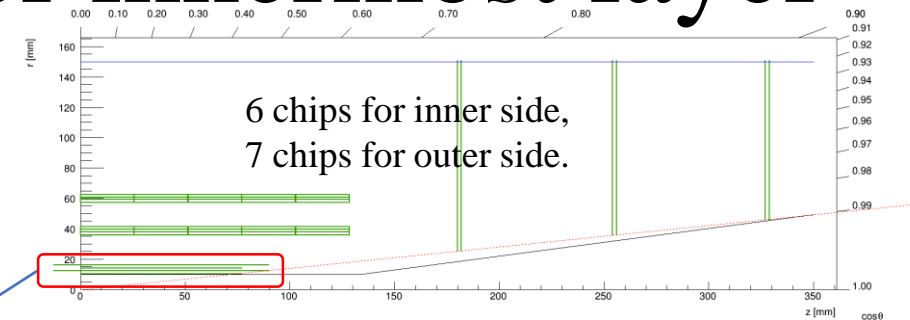 of innermost layer
0.00 0.10 0.20 0.30 0.40 0.50 0.60 0.70 0.80 0.90
0.91
0.92
0.93
0.94
0.95
0.96
0.97
0.98
0.99
1.00
r [mm]
160
140
120
100
80
60
40
20
0
6 chips for inner side,
7 chips for outer side.
50 100 150 200 250 300 350
z [mm] cosθ